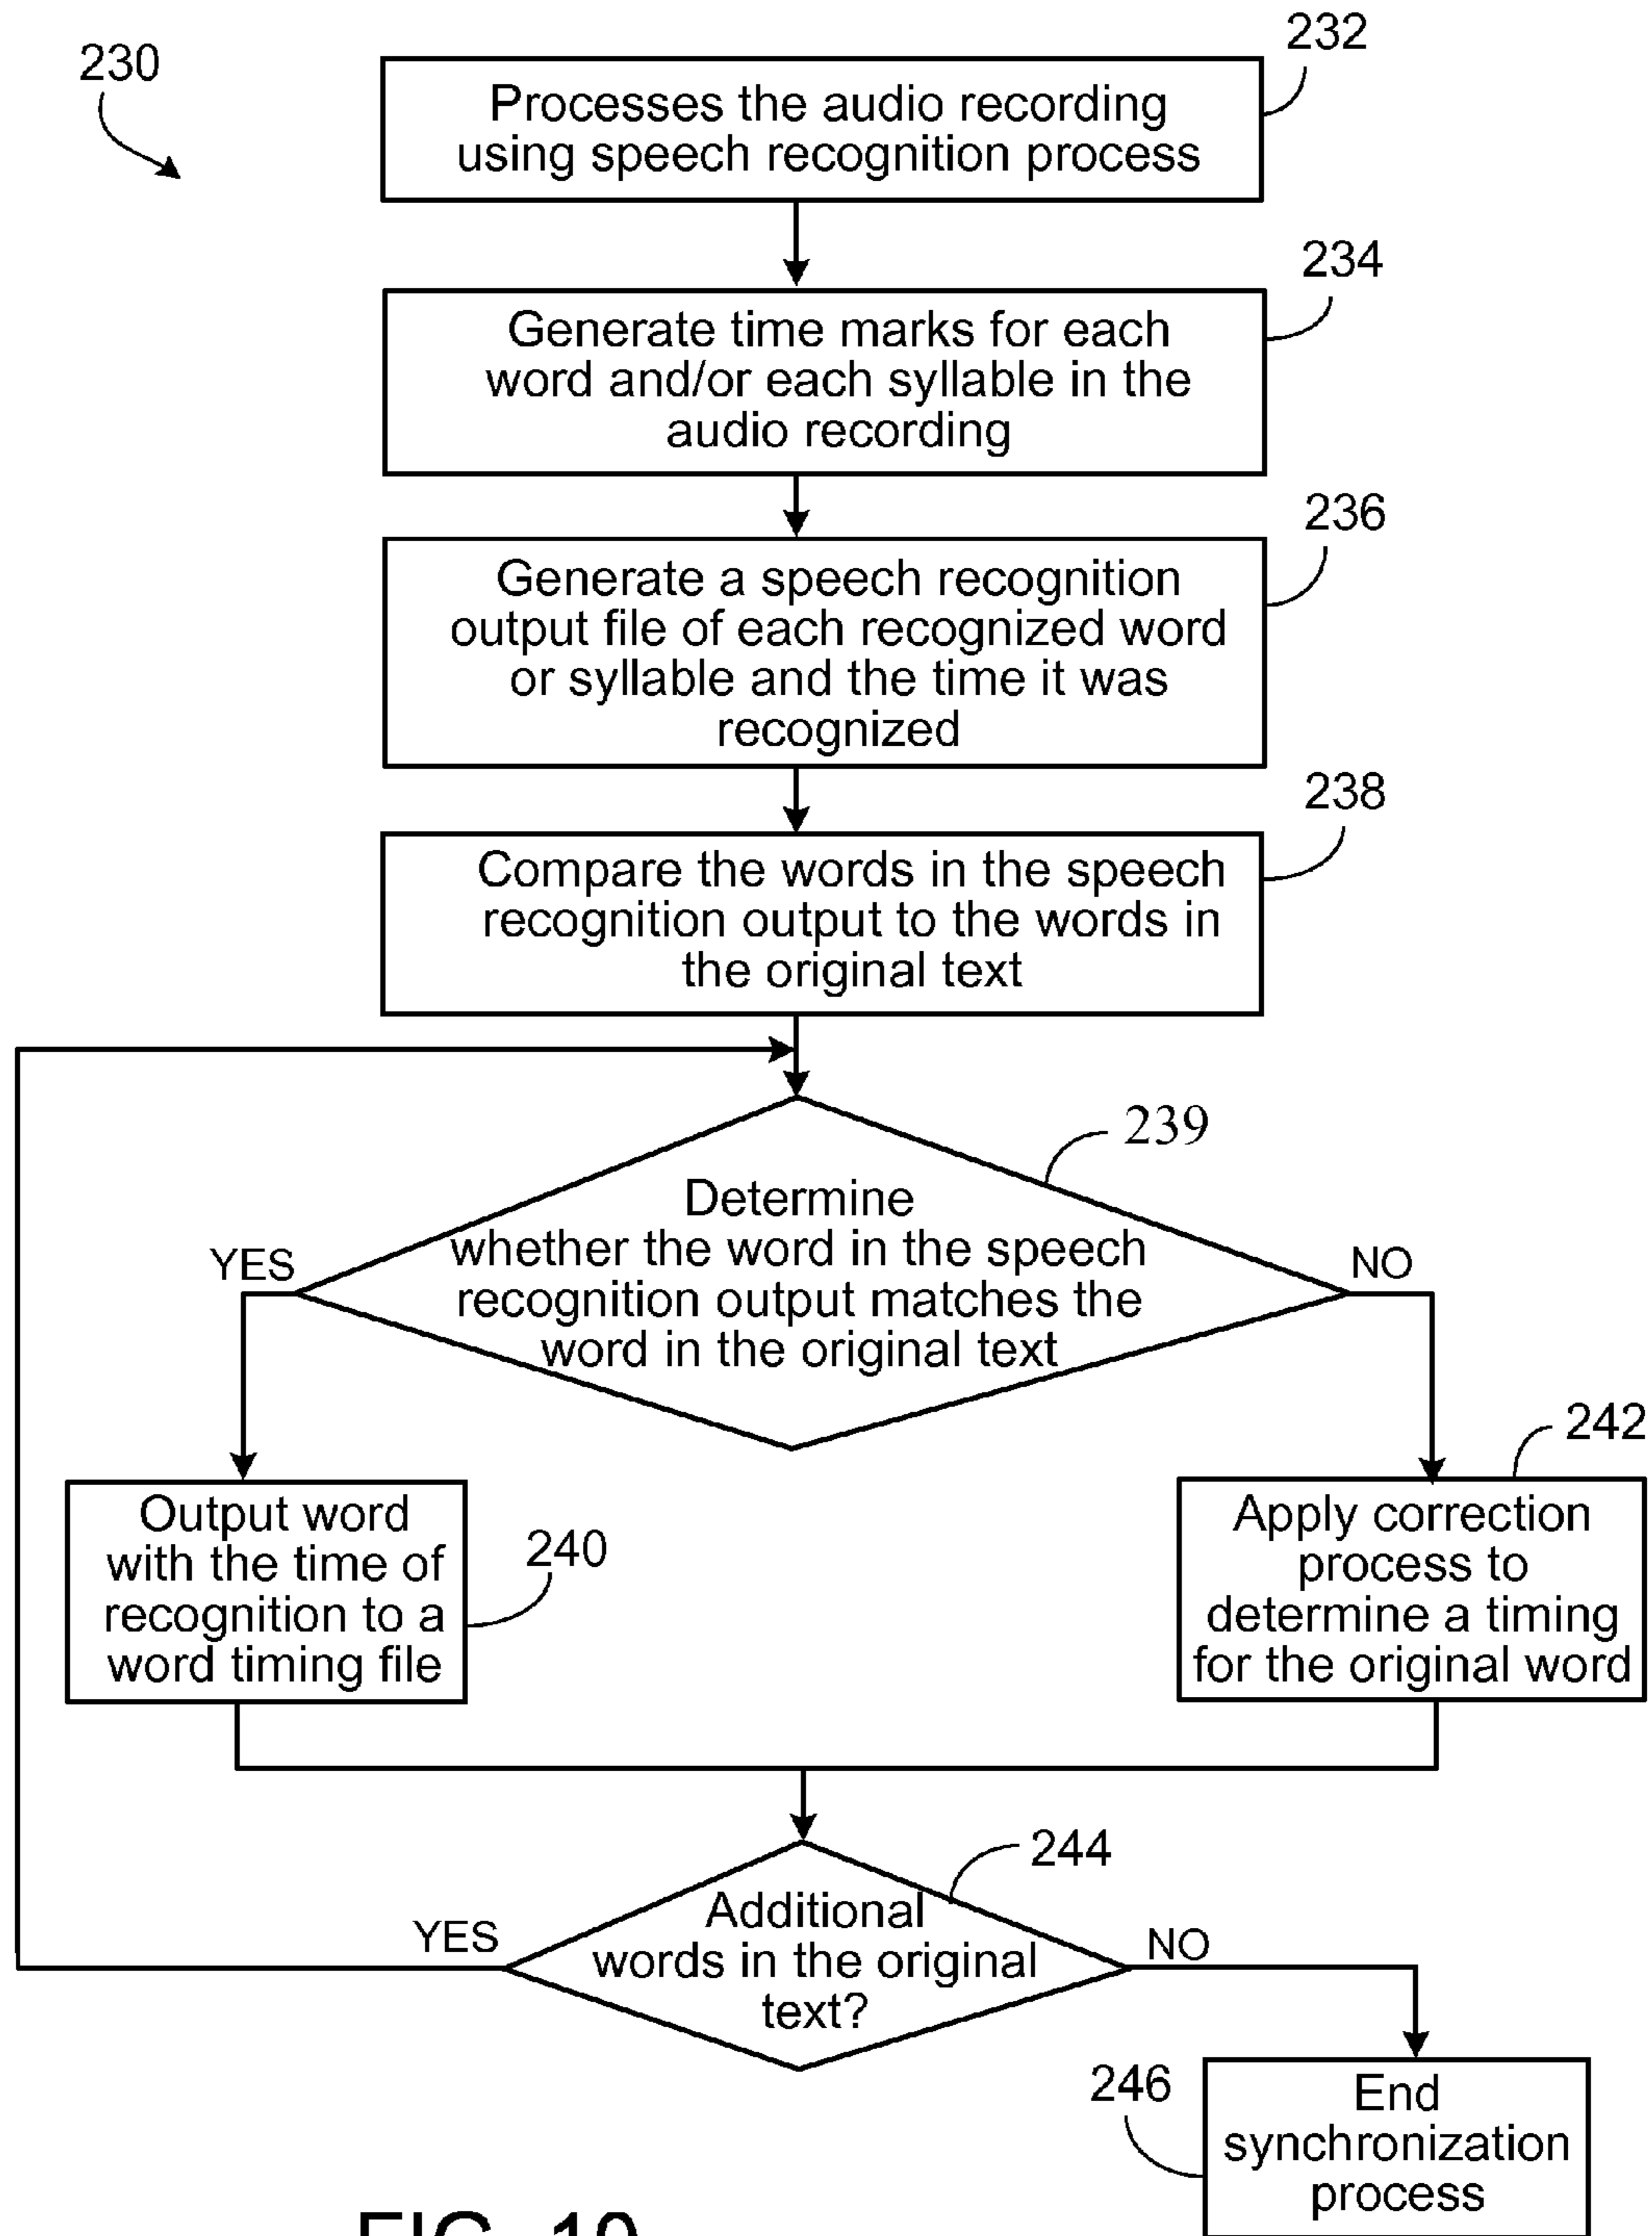 230
232
Processes the audio recording
using speech recognition process
234
Generate time marks for each
word and/or each syllable in the
audio recording
236
Generate a speech recognition
output file of each recognized word
or syllable and the time it was
recognized
238
Compare the words in the speech
recognition output to the words in
the original text
239
Determine
whether the word in the speech
recognition output matches the
word in the original text
YES
NO
240
Output word
with the time of
recognition to a
word timing file
242
Apply correction
process to
determine a timing
for the original word
244
Additional
words in the original
text?
YES
NO
246
End
synchronization
process
FIG. 10